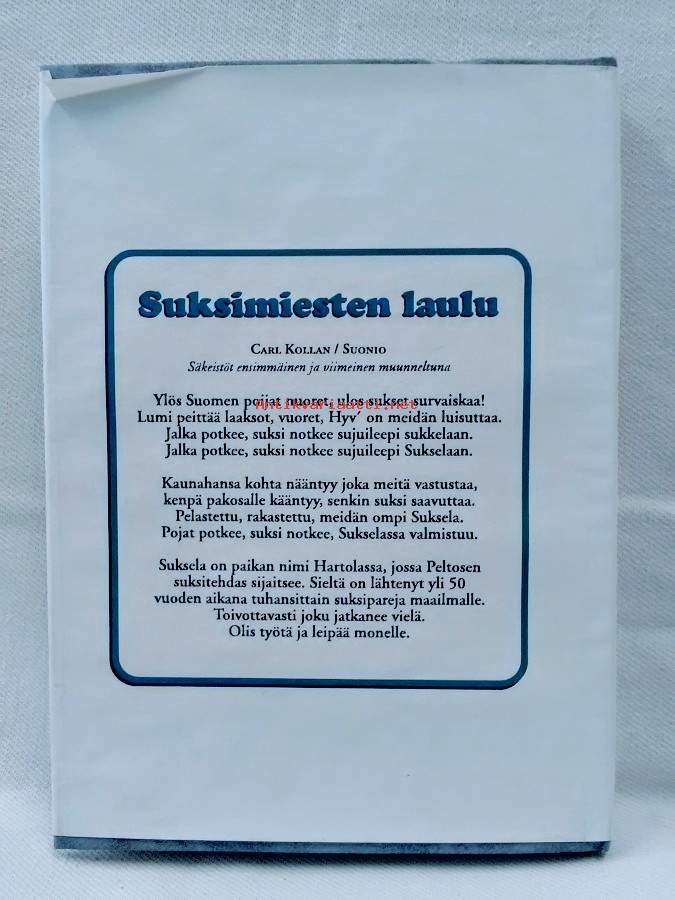 Suksimiesten laulu
CARL KOLLAN / SUONIO
Säkeistöt ensimmäinen ja viimeinen muunneltuna
Ylös Suomen pojat nuoret, ulos sukset survaiskaa!
Antikvariaatti.net
Lumi peittää laaksot, vuoret, Hyv´ on meidän luisuttaa.
Jalka potkee, suksi notkee sujuileepi sukkelaan.
Jalka potkee, suksi notkee sujuileepi Sukselaan.
Kaunahansa kohta nääntyy joka meitä vastustaa,
kenpä pakosalle kääntyy, senkin suksi saavuttaa.
Pelastettu, rakastettu, meidän ompi Suksela.
Pojat potkee, suksi notkee, Sukselassa valmistuu.
Suksela on paikan nimi Hartolassa, jossa Peltosen
suksitehdas sijaitsee. Sieltä on lähtenyt yli 50
vuoden aikana tuhansittain suksipareja maailmalle.
Toivottavasti joku jatkanee vielä.
Olis työtä ja leipää monelle.